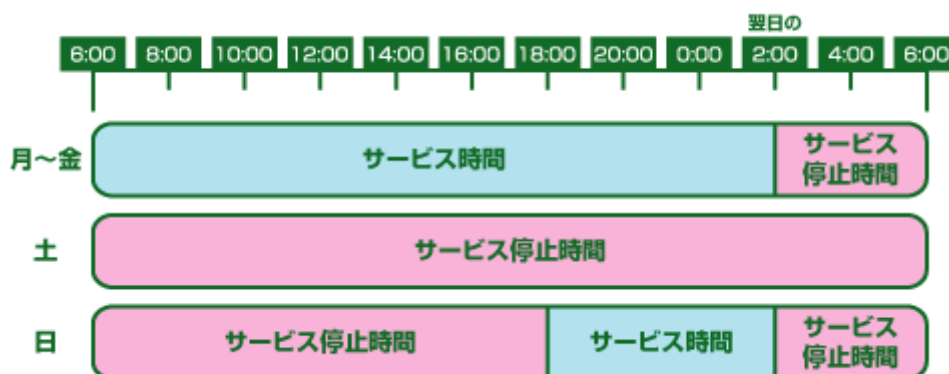 翌日の
6:00 8:00 10:00 12:00 14:00 16:00 18:00 20:00 0:00 2:00 4:00 6:00
月~金 サービス時間 サービス
停止時間
土 サービス停止時間
日 サービス停止時間 サービス時間 サービス
停止時間